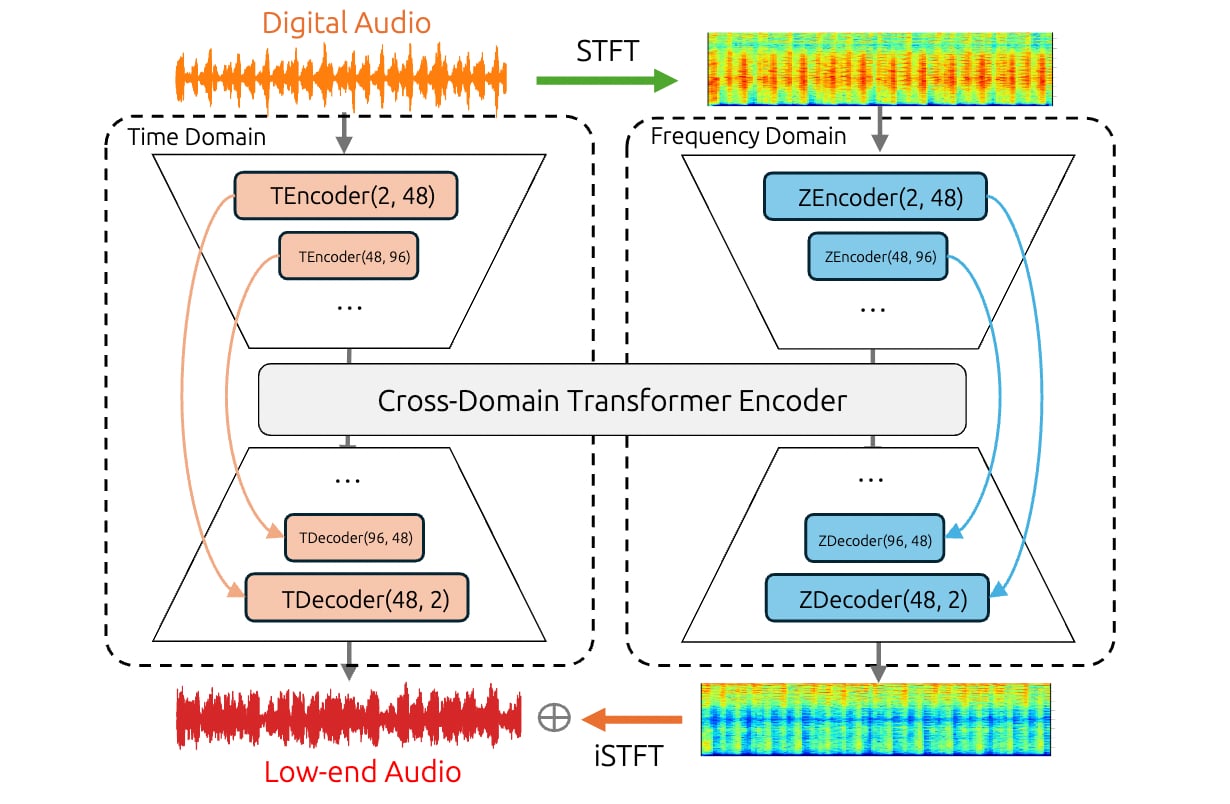 Digital Audio
STFT
Time Domain
Frequency Domain
TEncoder(2, 48)
TEncoder(48, 96)
...
ZEncoder(2, 48)
ZEncoder(48, 96)
...
Cross-Domain Transformer Encoder
...
TDecoder(96, 48)
TDecoder(48, 2)
...
ZDecoder(96, 48)
ZDecoder(48, 2)
iSTFT
Low-end Audio